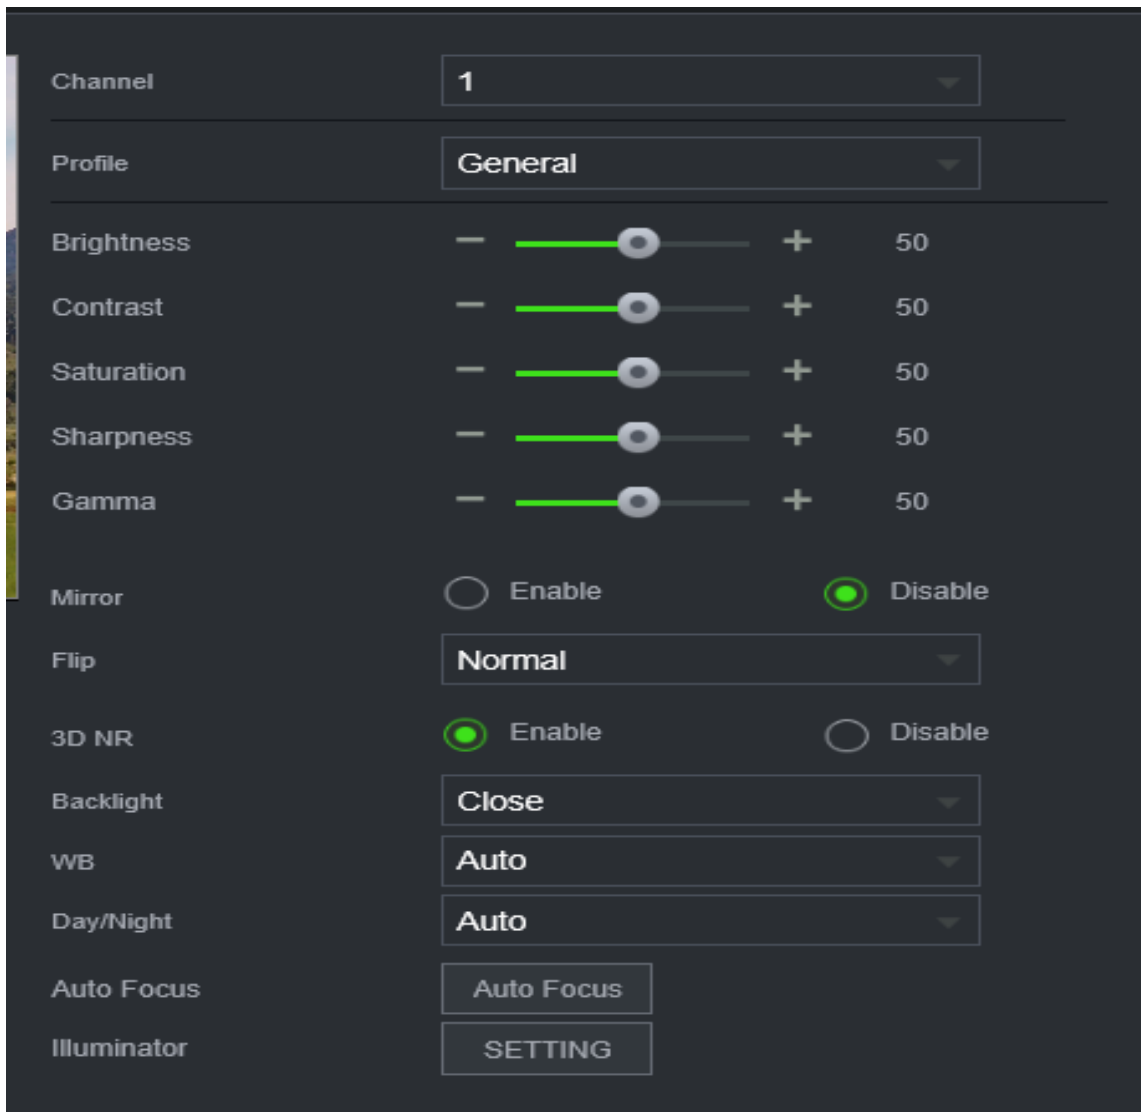 Channel 1
Profile General
Brightness − + 50
Contrast − + 50
Saturation − + 50
Sharpness − + 50
Gamma − + 50
Mirror Enable Disable
Flip Normal
3D NR Enable Disable
Backlight Close
WB Auto
Day/Night Auto
Auto Focus Auto Focus
Illuminator SETTING